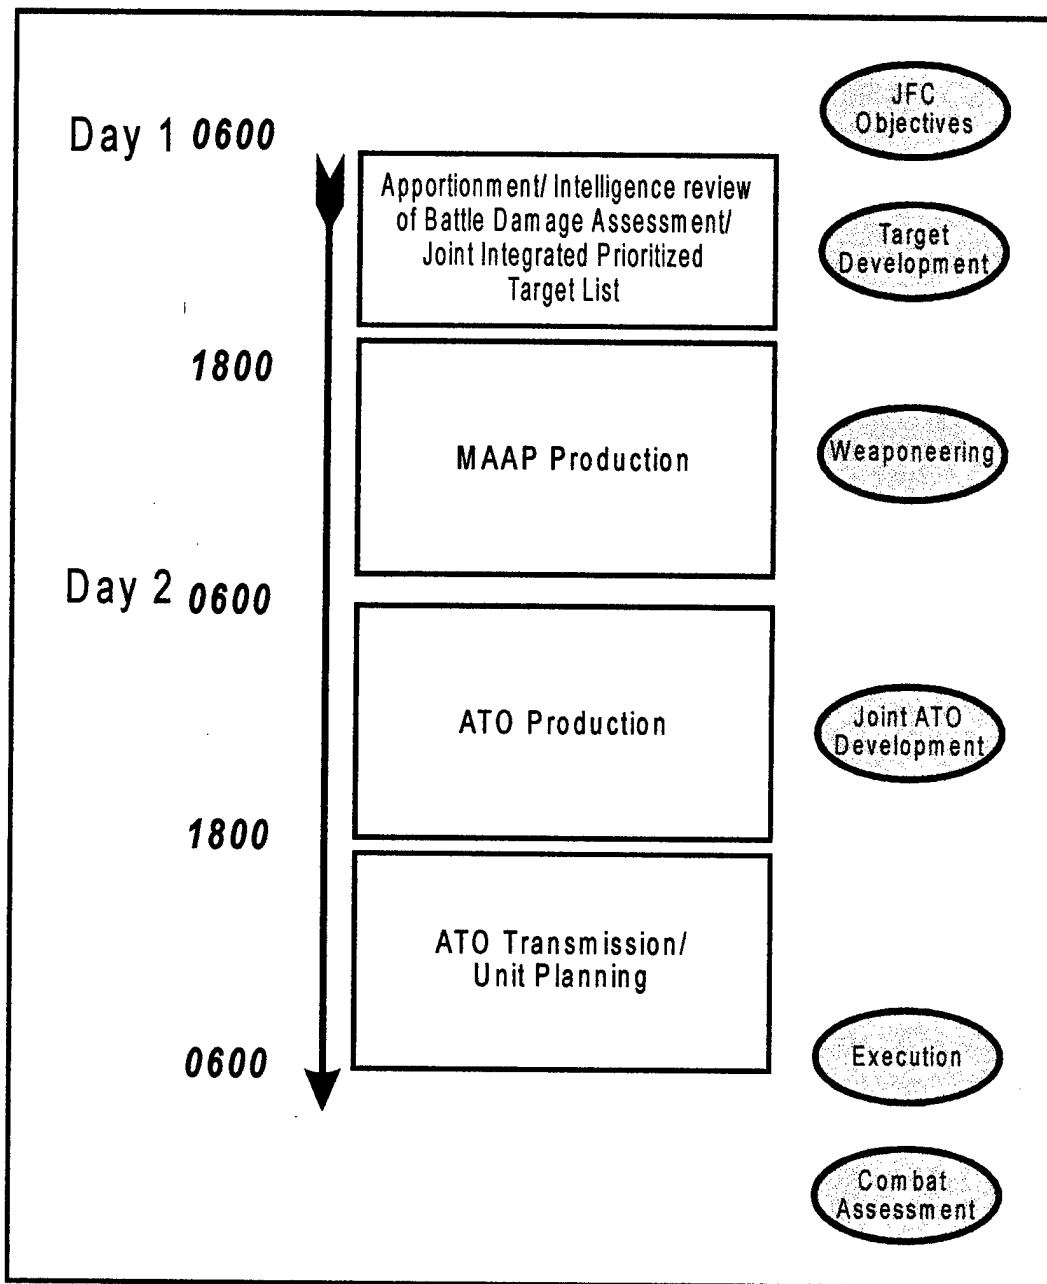 JFC
Objectives
Day 1 0600
Apportionment/ Intelligence review
of Battle Damage Assessment/
Joint Integrated Prioritized
Target List
Target
Development
1800
MAAP Production
Weaponeering
Day 2 0600
ATO Production
Joint ATO
Development
1800
ATO Transmission/
Unit Planning
0600
Execution
Combat
Assessment